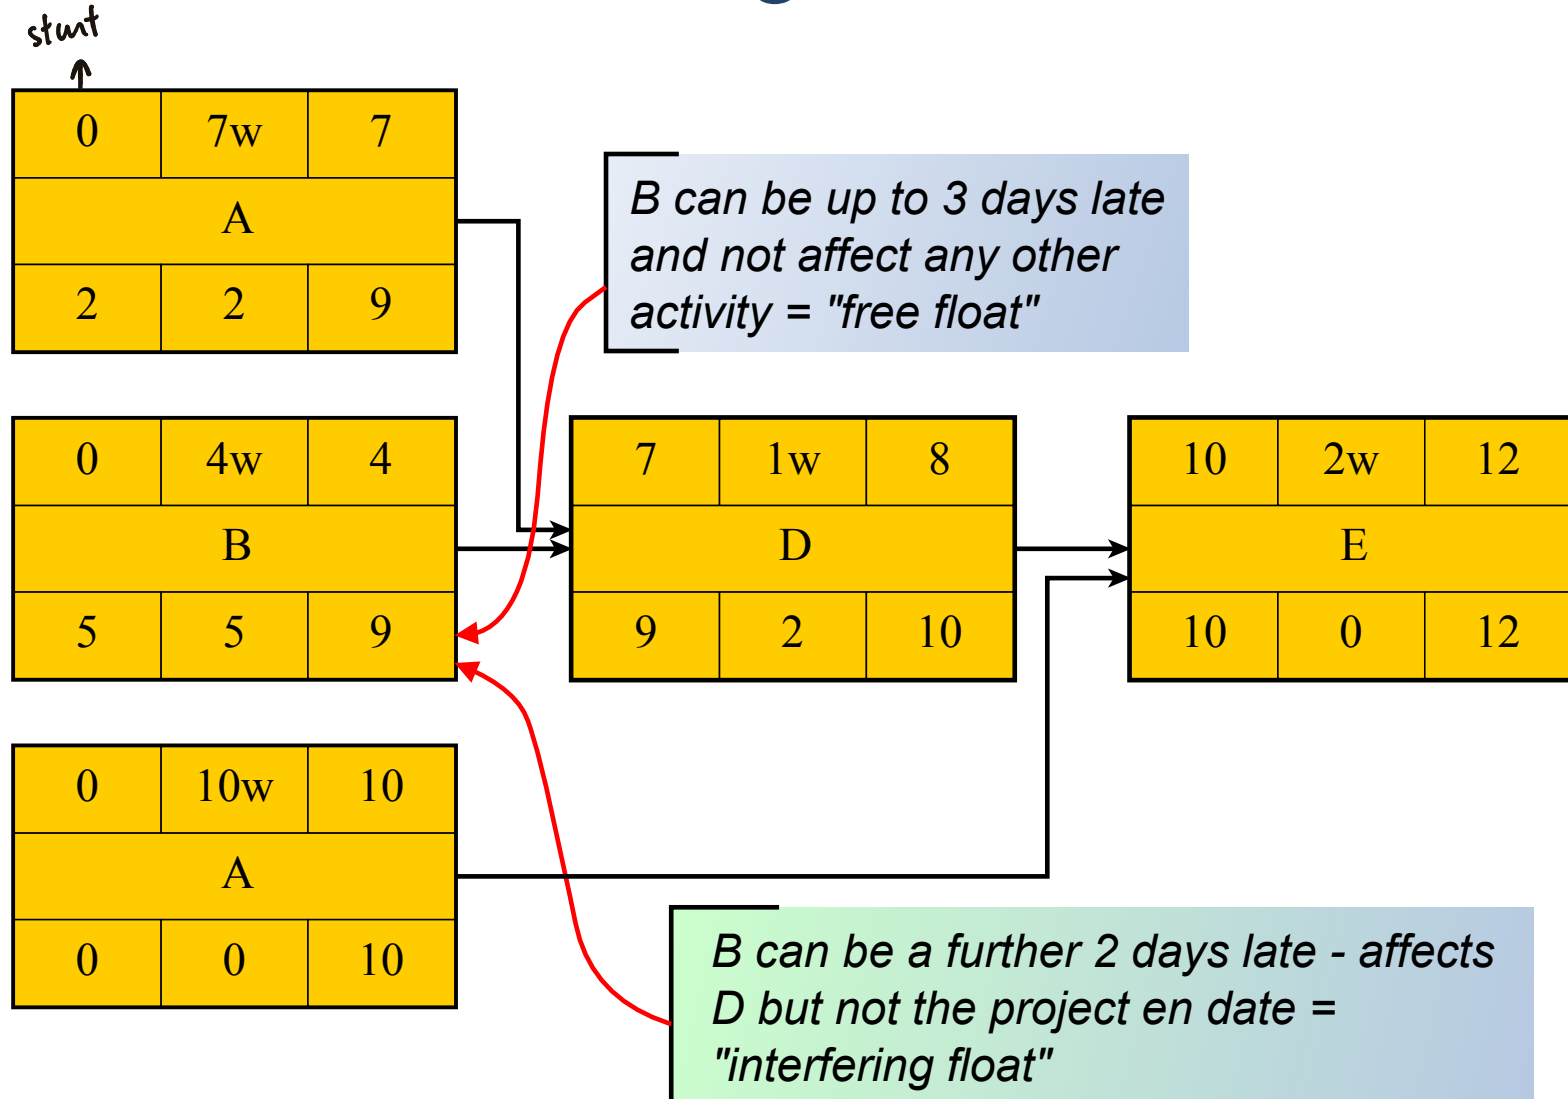 start
0 7w 7
A
2 2 9
B can be up to 3 days late
and not affect any other
activity = "free float"
0 4w 4
B
5 5 9
7 1w 8
D
9 2 10
10 2w 12
E
10 0 12
0 10w 10
A
0 0 10
B can be a further 2 days late - affects
D but not the project en date =
"interfering float"